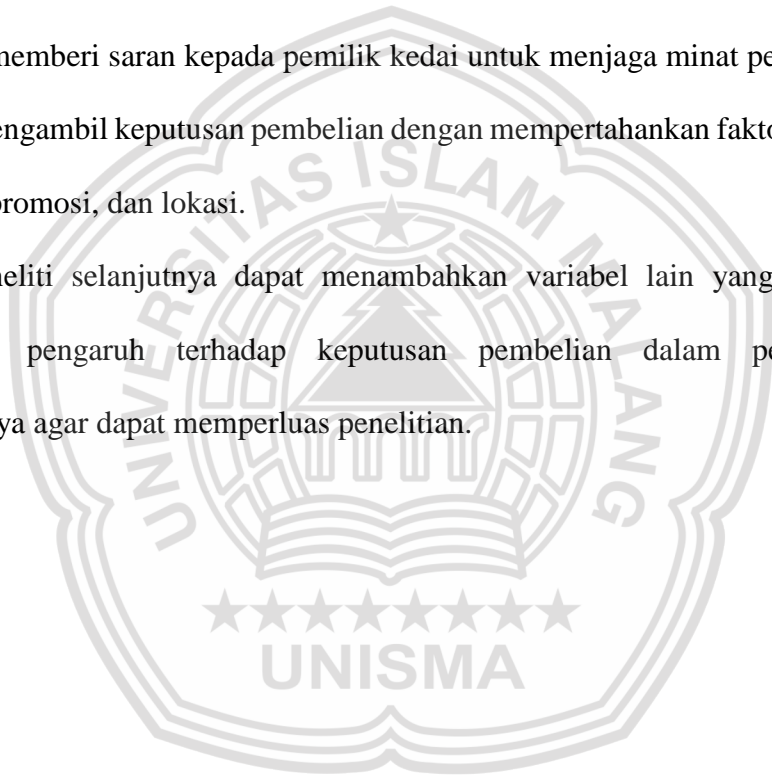 memberi saran kepada pemilik kedai untuk menjaga minat pe
engambil keputusan pembelian dengan mempertahankan fakto
promosi, dan lokasi.
neliti selanjutnya dapat menambahkan variabel lain yang
pengaruh terhadap keputusan pembelian dalam pe
ya agar dapat memperluas penelitian.
UNIVERSITAS ISLAM MALANG
UNISMA